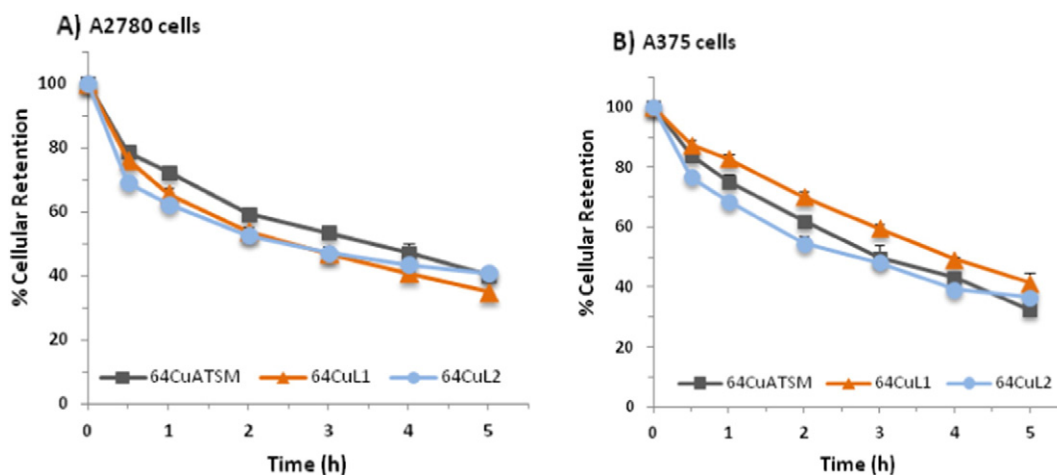 A) A2780 cells
% Cellular Retention
100
80
60
40
20
0
64CuATSM 64CuL1 64CuL2
0 1 2 3 4 5
Time (h)
B) A375 cells
% Cellular Retention
100
80
60
40
20
0
64CuATSM 64CuL1 64CuL2
0 1 2 3 4 5
Time (h)